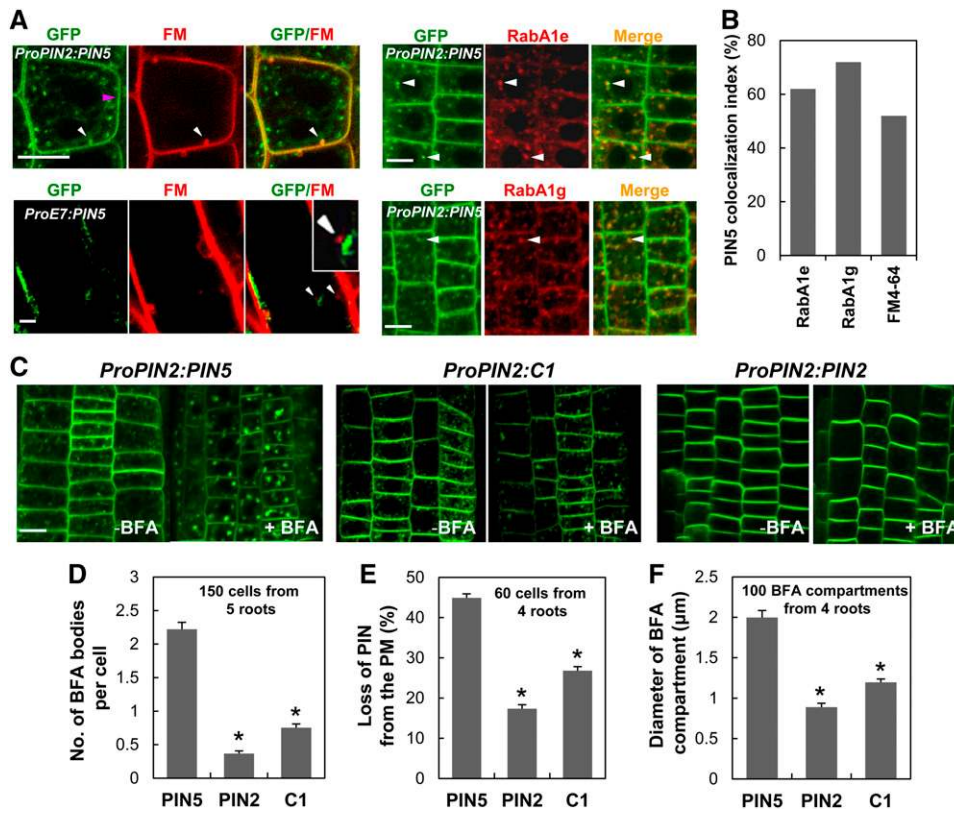 A
GFP
FM
GFP/FM
ProPIN2:PIN5
GFP
FM
GFP/FM
ProE7:PIN5
GFP
RabA1e
Merge
ProPIN2:PIN5
GFP
RabA1g
Merge
ProPIN2:PIN5
B
PIN5 colocalization index (%)
80
60
40
20
0
RabA1e
RabA1g
FM4-64
C
ProPIN2:PIN5
ProPIN2:C1
ProPIN2:PIN2
-BFA
+ BFA
-BFA
+ BFA
-BFA
+ BFA
D
No. of BFA bodies
per cell
3
2.5
2
1.5
1
0.5
0
150 cells from
5 roots
*
*
PIN5 PIN2 C1
E
Loss of PIN
from the PM (%)
50
45
40
30
20
10
0
60 cells from
4 roots
*
*
PIN5 PIN2 C1
F
Diameter of BFA
compartment (µm)
2.5
2
1.5
1
0.5
0
100 BFA compartments
from 4 roots
*
*
PIN5 PIN2 C1